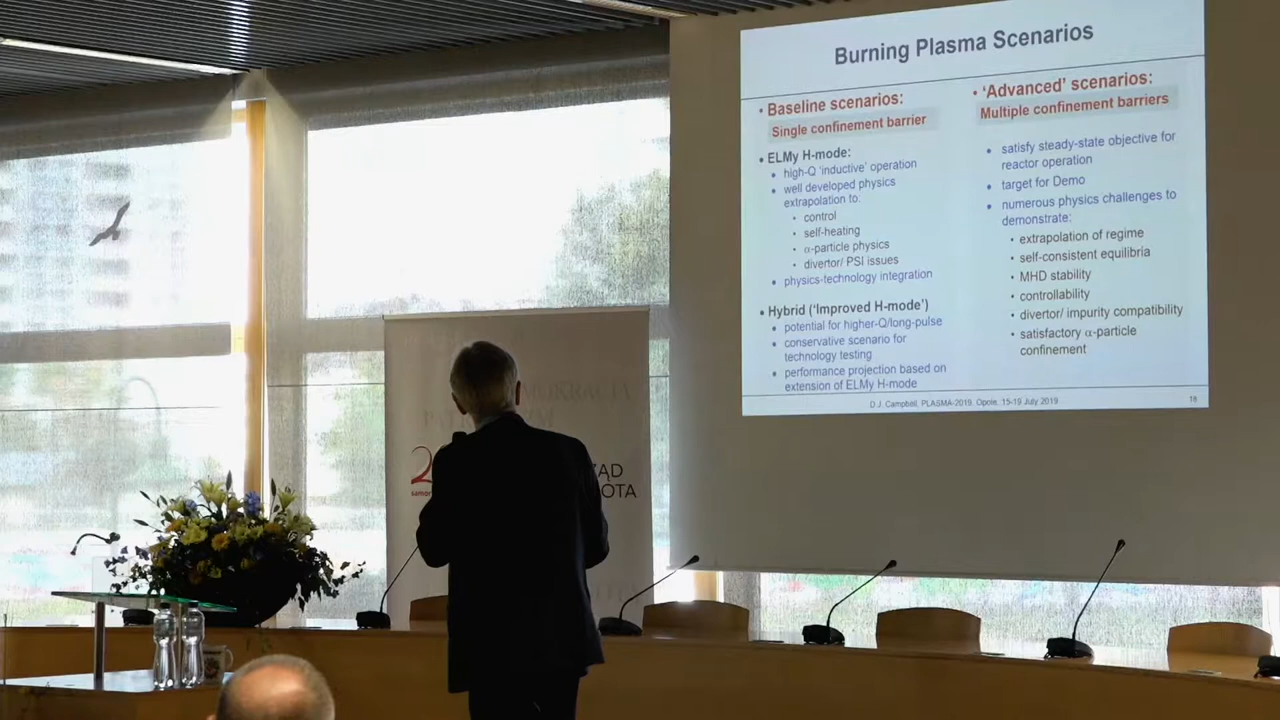 Burning Plasma Scenarios
• Baseline scenarios:
Single confinement barrier
• ELMy H-mode:
• high-Q 'inductive' operation
• well developed physics
extrapolation to:
• control
• self-heating
• α-particle physics
• divertor/ PSI issues
• physics-technology integration
• Hybrid ('Improved H-mode')
• potential for higher-Q/long-pulse
• conservative scenario for
technology testing
• performance projection based on
extension of ELMy H-mode
• 'Advanced' scenarios:
Multiple confinement barriers
• satisfy steady-state objective for
reactor operation
• target for Demo
• numerous physics challenges to
demonstrate:
• extrapolation of regime
• self-consistent equilibria
• MHD stability
• controllability
• divertor/ impurity compatibility
• satisfactory α-particle
confinement
D.J. Campbell, PLASMA-2019, Opole, 15-19 July 2019
18
2
samor
ĄD
OTA